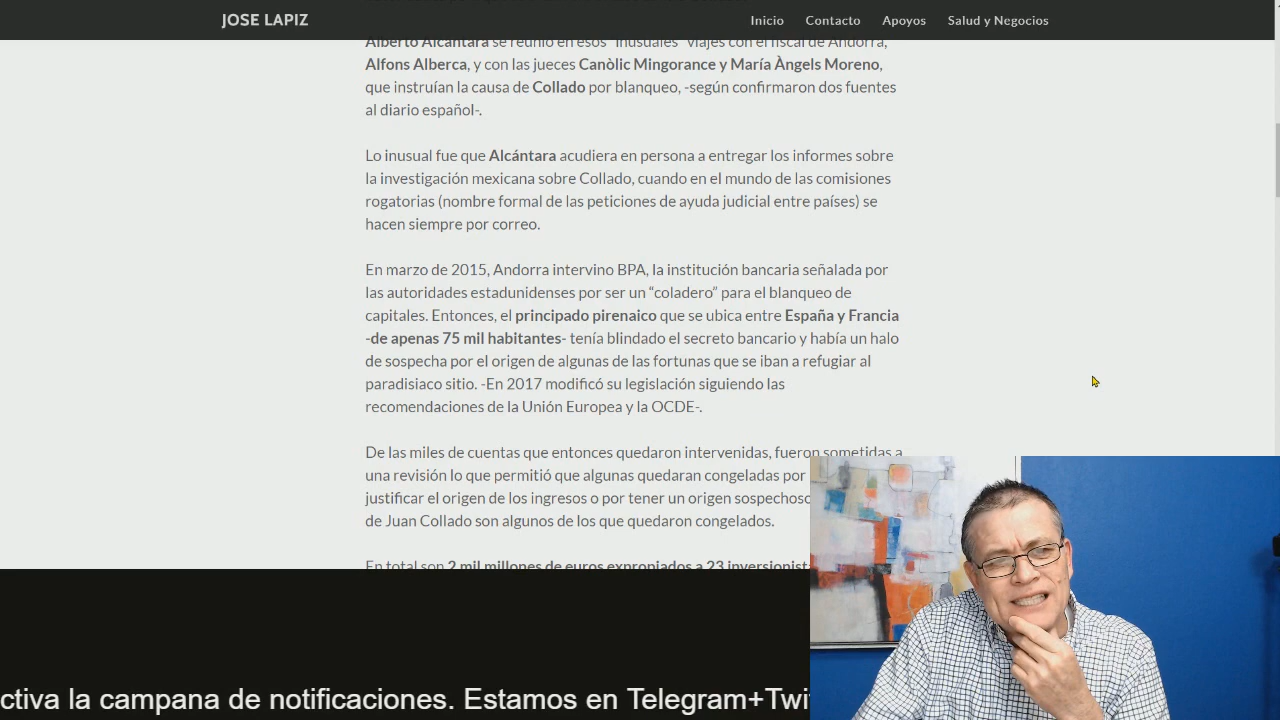 JOSE LAPIZ
Inicio Contacto Apoyos Salud y Negocios
Alberto Alcántara se reunió en esos "inusuales" viajes con el fiscal de Andorra,
Alfons Alberca, y con las jueces Canòlic Mingorance y María Àngels Moreno,
que instruían la causa de Collado por blanqueo, -según confirmaron dos fuentes
al diario español-.
Lo inusual fue que Alcántara acudiera en persona a entregar los informes sobre
la investigación mexicana sobre Collado, cuando en el mundo de las comisiones
rogatorias (nombre formal de las peticiones de ayuda judicial entre países) se
hacen siempre por correo.
En marzo de 2015, Andorra intervino BPA, la institución bancaria señalada por
las autoridades estadunidenses por ser un “coladero” para el blanqueo de
capitales. Entonces, el principado pirenaico que se ubica entre España y Francia
-de apenas 75 mil habitantes- tenía blindado el secreto bancario y había un halo
de sospecha por el origen de algunas de las fortunas que se iban a refugiar al
paradisiaco sitio. -En 2017 modificó su legislación siguiendo las
recomendaciones de la Unión Europea y la OCDE-.
De las miles de cuentas que entonces quedaron intervenidas, fueron sometidas a
una revisión lo que permitió que algunas quedaran congeladas por
justificar el origen de los ingresos o por tener un origen sospechoso
de Juan Collado son algunos de los que quedaron congelados.
En total son 2 mil millones de euros expropiados a 23 inversionista
ctiva la campana de notificaciones. Estamos en Telegram+Twi